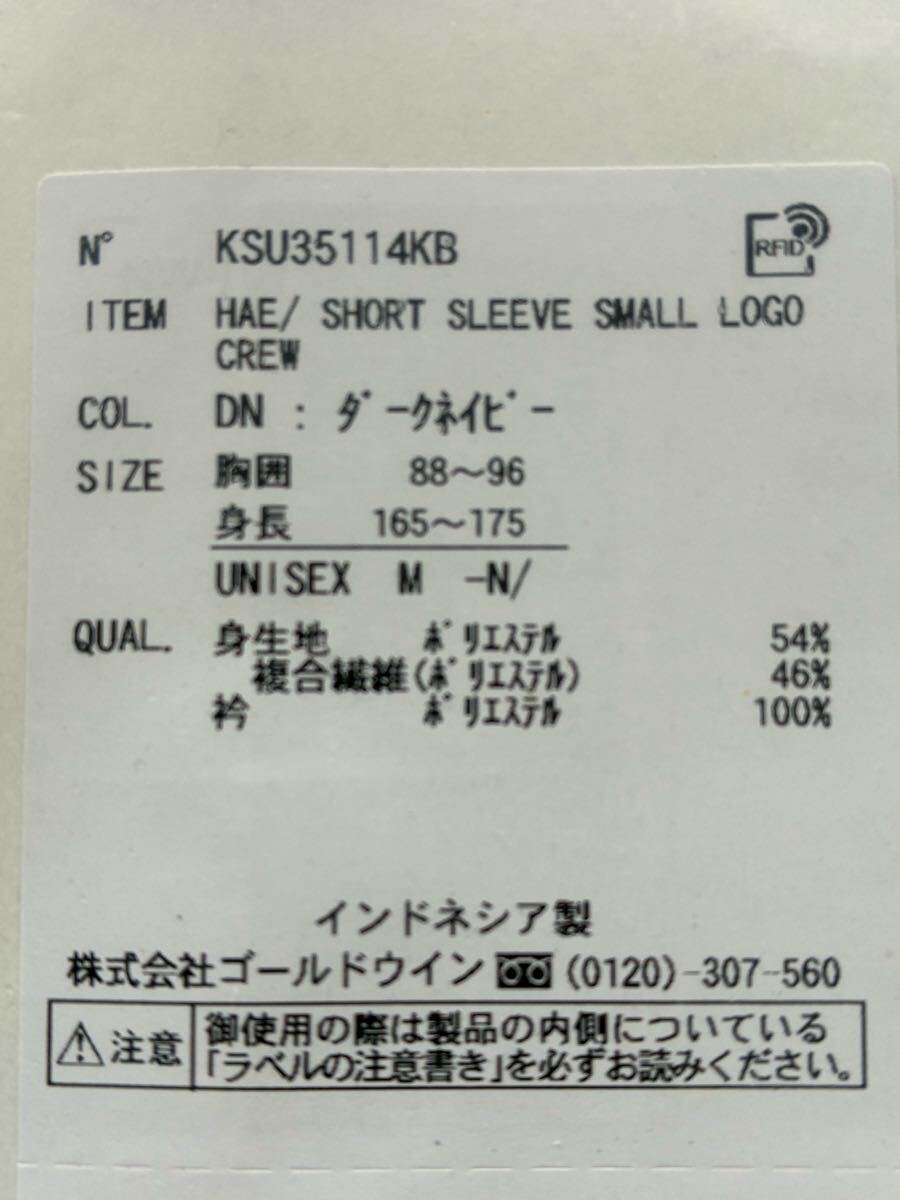 N° KSU35114KB
RFID
ITEM HAE/ SHORT SLEEVE SMALL LOGO
CREW
COL. DN : ダークネイビー
SIZE 胸囲 88〜96
身長 165〜175
UNISEX M -N/
QUAL. 身生地 ポリエステル 54%
複合繊維(ポリエステル) 46%
衿 ポリエステル 100%
インドネシア製
株式会社ゴールドウイン (0120)-307-560
注意 御使用の際は製品の内側についている
「ラベルの注意書き」を必ずお読みください。